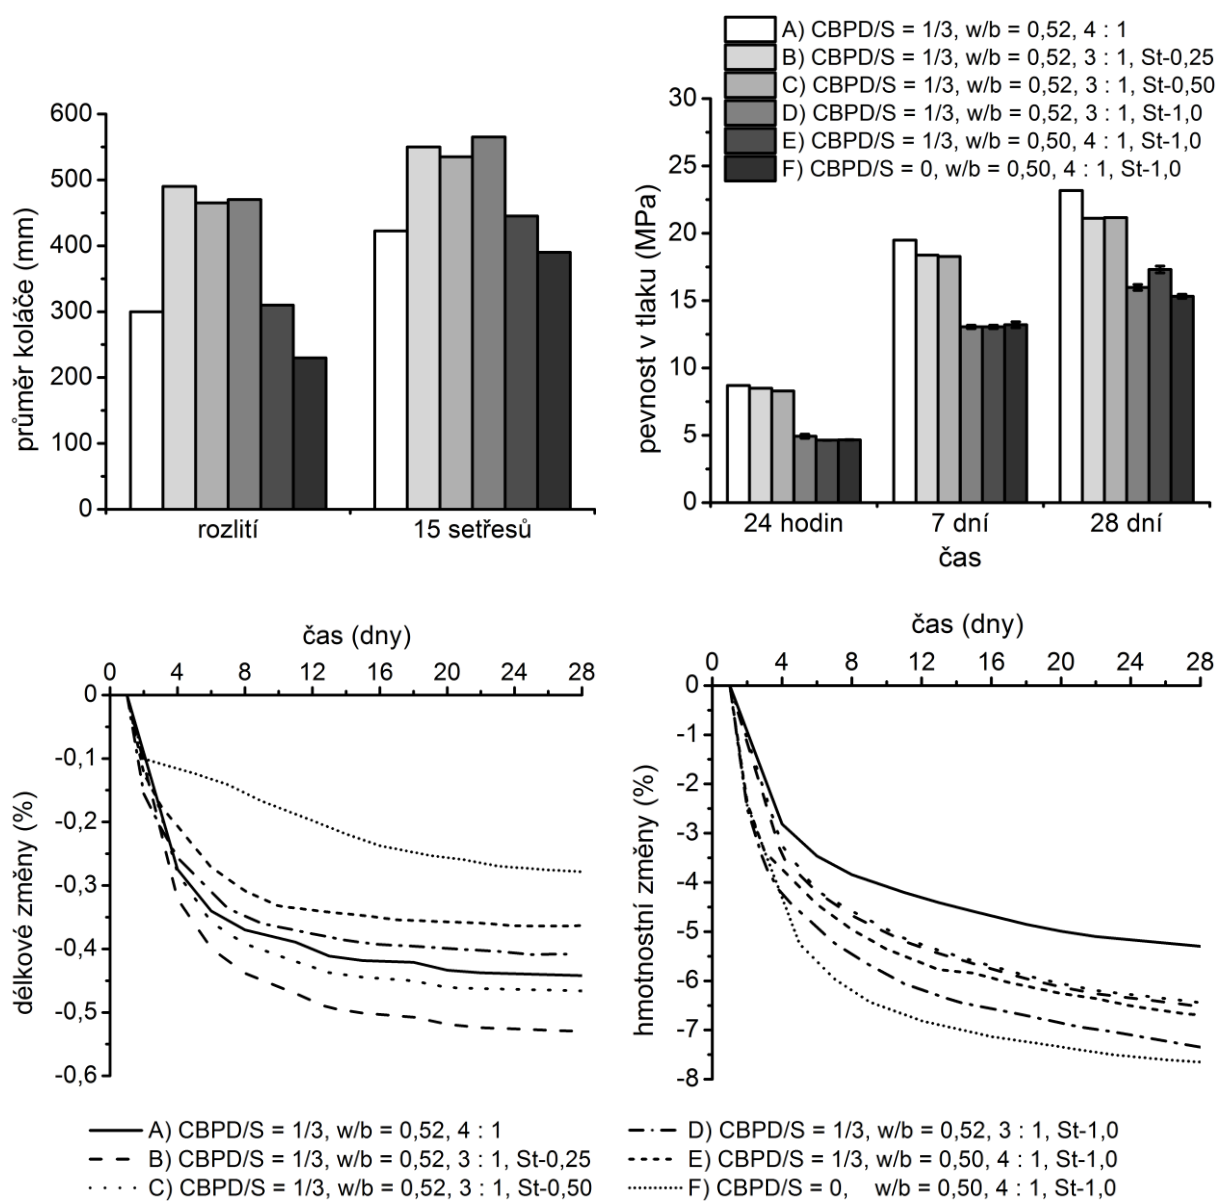 A) CBPD/S = 1/3, w/b = 0,52, 4 : 1
B) CBPD/S = 1/3, w/b = 0,52, 3 : 1, St-0,25
C) CBPD/S = 1/3, w/b = 0,52, 3 : 1, St-0,50
D) CBPD/S = 1/3, w/b = 0,52, 3 : 1, St-1,0
E) CBPD/S = 1/3, w/b = 0,50, 4 : 1, St-1,0
F) CBPD/S = 0, w/b = 0,50, 4 : 1, St-1,0
průměr koláče (mm)
600
500
400
300
200
100
0
rozlití 15 setřesů
pevnost v tlaku (MPa)
30
25
20
15
10
5
0
24 hodin 7 dní 28 dní
čas
čas (dny)
0 4 8 12 16 20 24 28
délkové změny (%)
0
-0,1
-0,2
-0,3
-0,4
-0,5
-0,6
čas (dny)
0 4 8 12 16 20 24 28
hmotnostní změny (%)
0
-1
-2
-3
-4
-5
-6
-7
-8
A) CBPD/S = 1/3, w/b = 0,52, 4 : 1
B) CBPD/S = 1/3, w/b = 0,52, 3 : 1, St-0,25
C) CBPD/S = 1/3, w/b = 0,52, 3 : 1, St-0,50
D) CBPD/S = 1/3, w/b = 0,52, 3 : 1, St-1,0
E) CBPD/S = 1/3, w/b = 0,50, 4 : 1, St-1,0
F) CBPD/S = 0, w/b = 0,50, 4 : 1, St-1,0